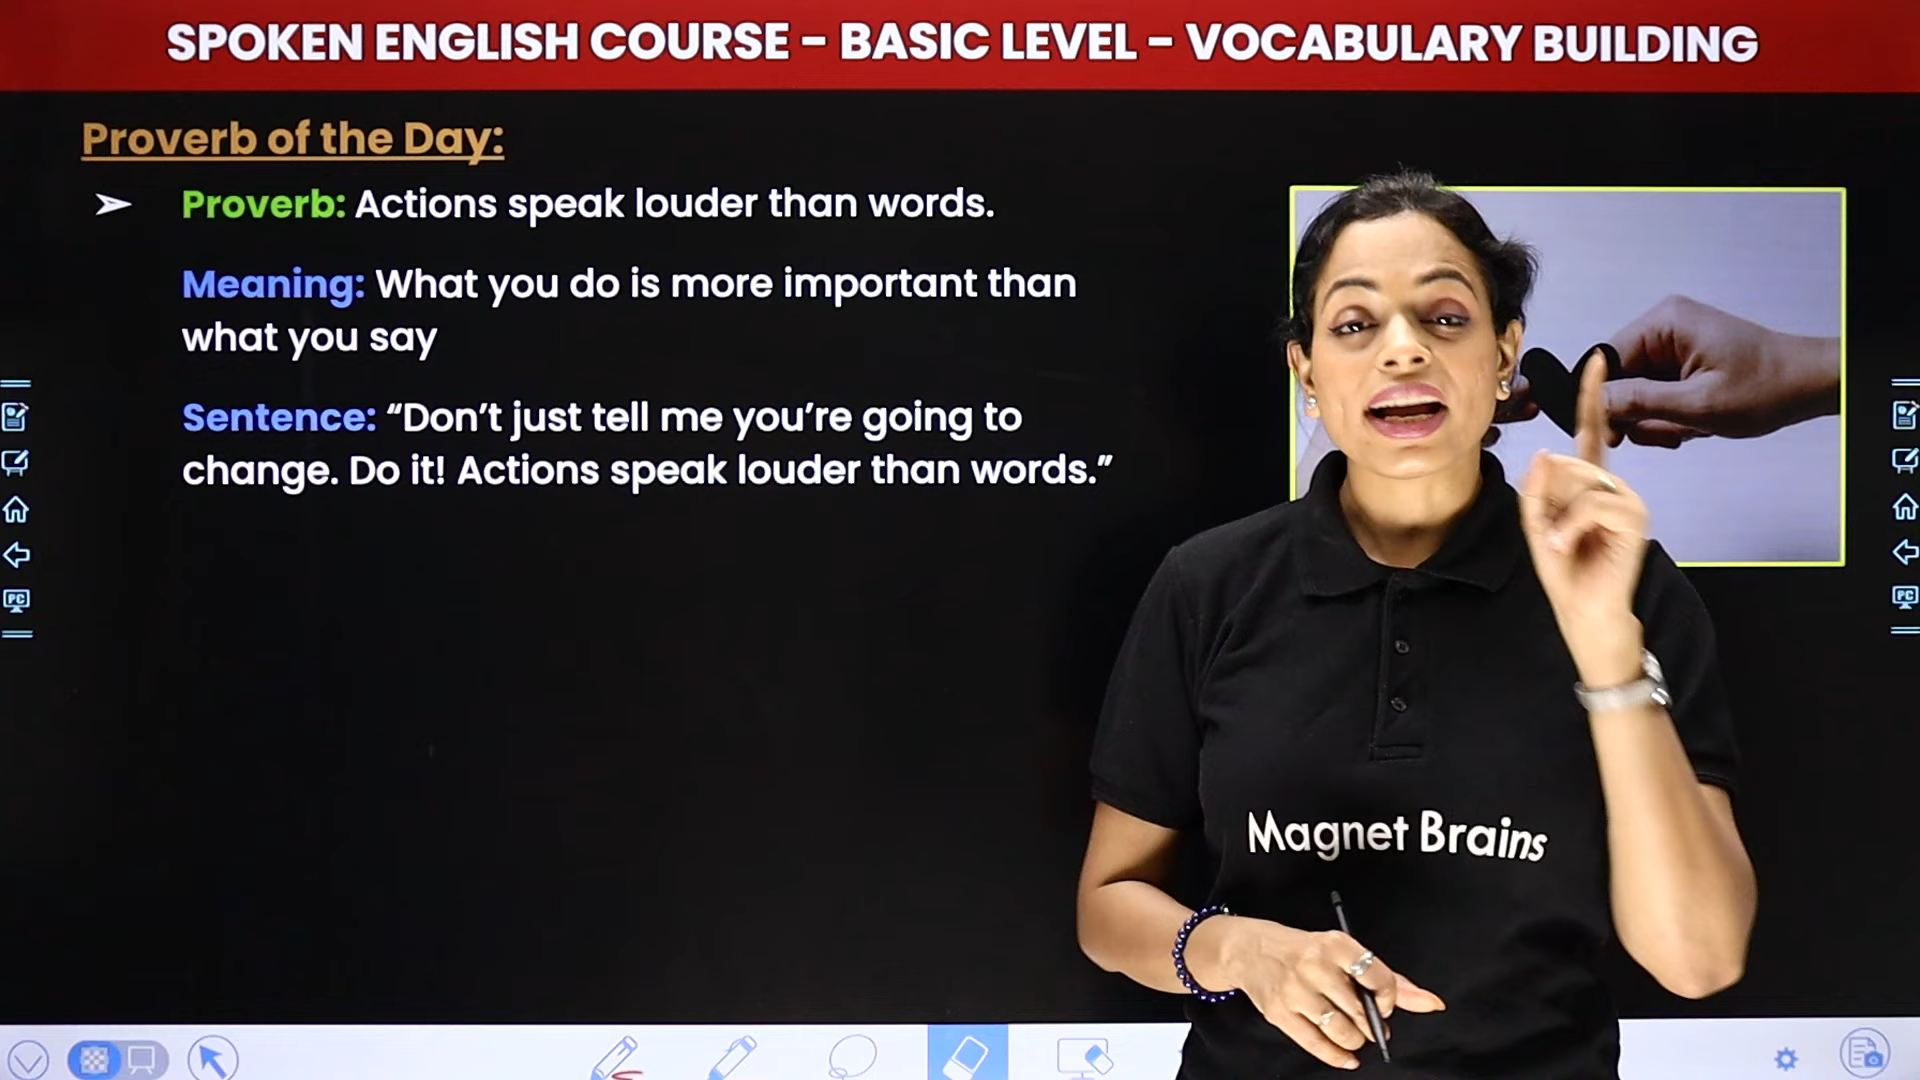 SPOKEN ENGLISH COURSE – BASIC LEVEL – VOCABULARY BUILDING
Proverb of the Day:
➢ Proverb: Actions speak louder than words.
Meaning: What you do is more important than
what you say
Sentence: “Don’t just tell me you’re going to
change. Do it! Actions speak louder than words.”
Magnet Brains
PC
PC